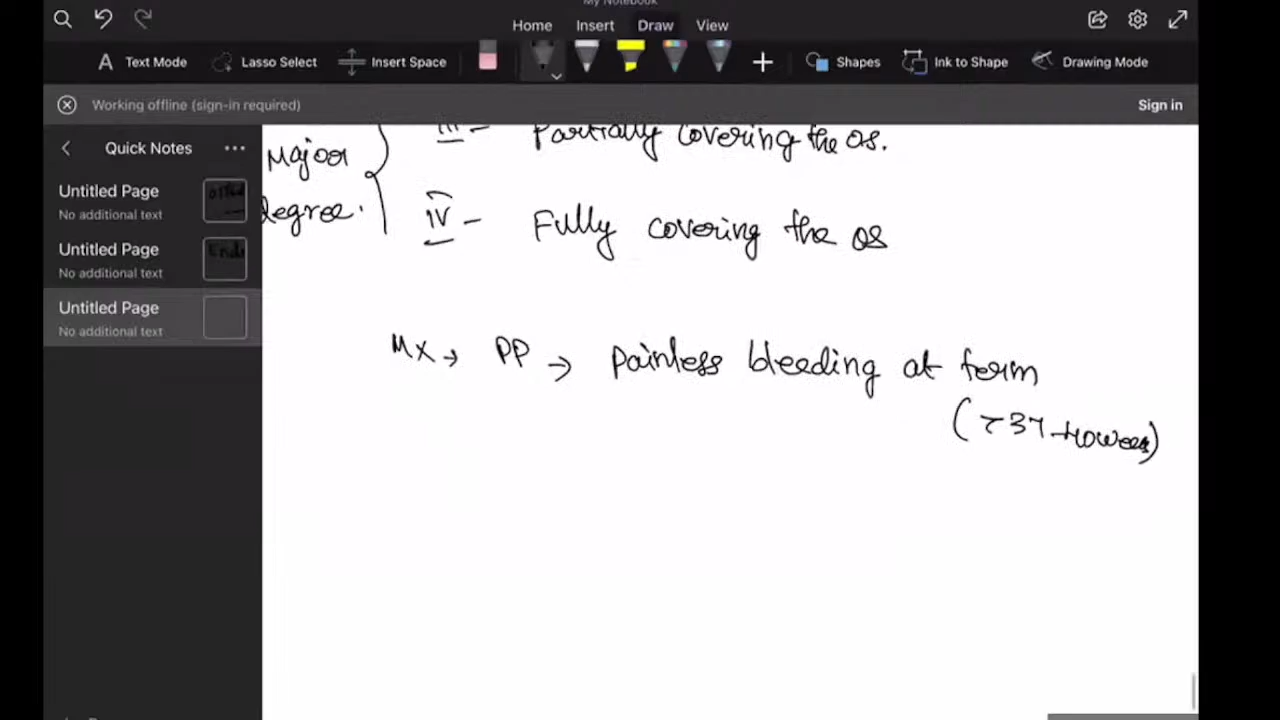 My Notebook
Home Insert Draw View
Text Mode Lasso Select Insert Space Shapes Ink to Shape Drawing Mode
Working offline (sign-in required) Sign in
Quick Notes
Untitled Page
No additional text
Untitled Page
No additional text
Untitled Page
No additional text
Major degree.
III - Partially covering the os.
IV - Fully covering the os
MX → PP → Painless bleeding at term
37-40 weeks)